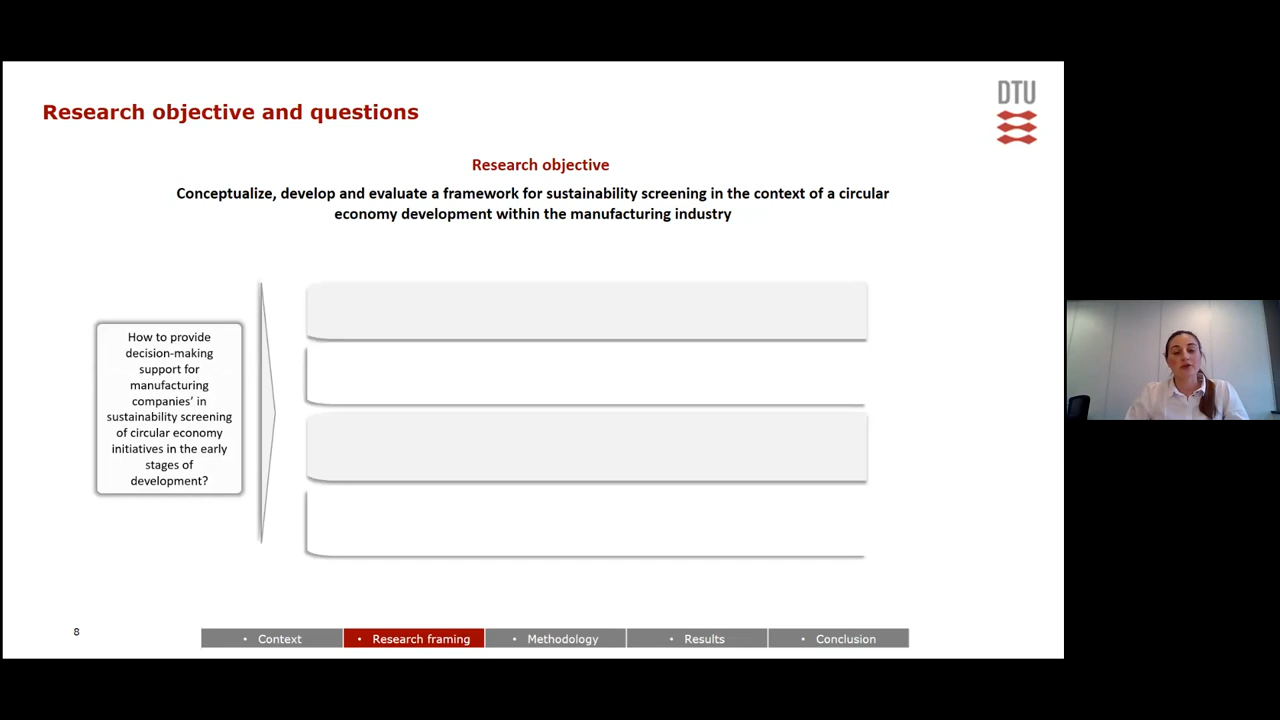 DTU
Research objective and questions
Research objective
Conceptualize, develop and evaluate a framework for sustainability screening in the context of a circular
economy development within the manufacturing industry
How to provide
decision-making
support for
manufacturing
companies’ in
sustainability screening
of circular economy
initiatives in the early
stages of
development?
8
• Context
• Research framing
• Methodology
• Results
• Conclusion